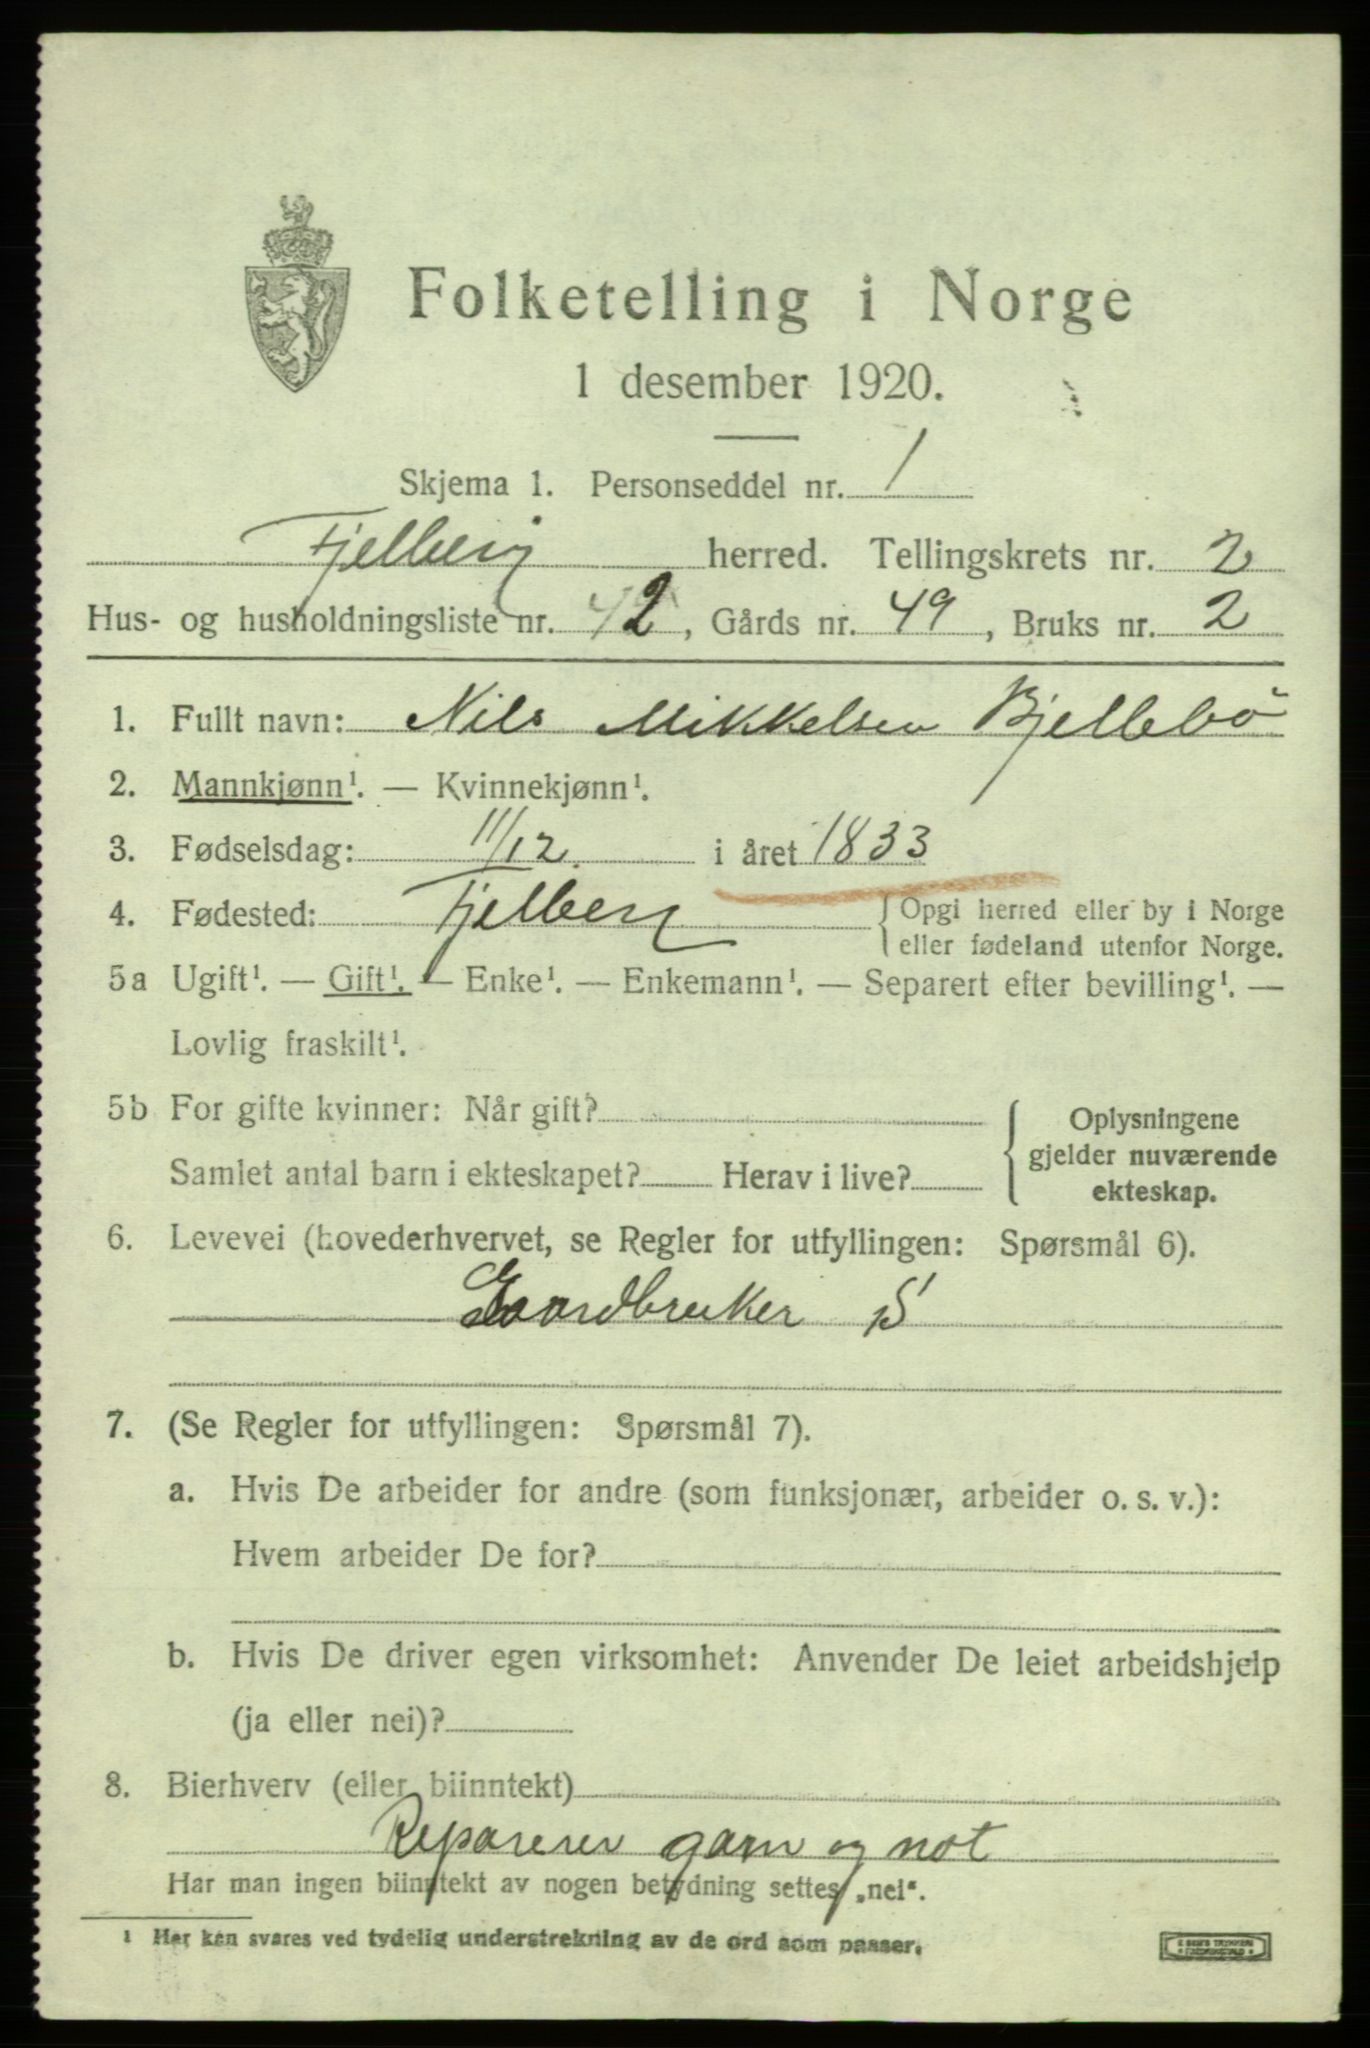 Folketelling i Norge
1 desember 1920.
Skjema 1. Personseddel nr. 1
Fjelberg herred. Tellingskrets nr. 2
Hus- og husholdningsliste nr. 42, Gårds nr. 49, Bruks nr. 2
1. Fullt navn: Nils Mikkelsen Bjellebö
2. Mannkjønn¹. — Kvinnekjønn¹.
3. Fødselsdag: 11/12. i året 1833
4. Fødested: Fjelberg {Opgi herred eller by i Norge
eller fødeland utenfor Norge.
5a Ugift¹. — Gift¹. — Enke¹. — Enkemann¹. — Separert efter bevilling¹. —
Lovlig fraskilt¹.
5b For gifte kvinner: Når gift?
Samlet antal barn i ekteskapet? Herav i live?
{ Oplysningene
gjelder nuværende
ekteskap.
6. Levevei (hovederhvervet, se Regler for utfyllingen: Spørsmål 6).
Gaardbruker S
7. (Se Regler for utfyllingen: Spørsmål 7).
a. Hvis De arbeider for andre (som funksjonær, arbeider o. s. v.):
Hvem arbeider De for?
b. Hvis De driver egen virksomhet: Anvender De leiet arbeidshjelp
(ja eller nei)?
8. Bierhverv (eller biinntekt)
Reparerer garn og not
Har man ingen biinntekt av nogen betydning settes „nei“.
¹ Her kan svares ved tydelig understrekning av de ord som passer.